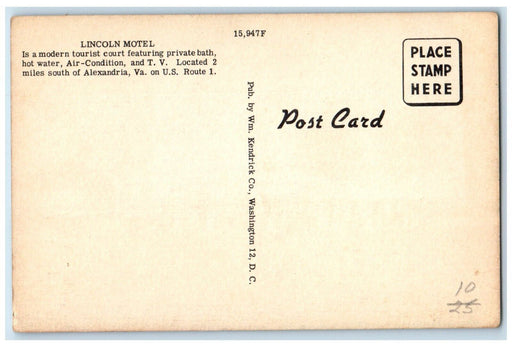 15,947F
LINCOLN MOTEL
Is a modern tourist court featuring private bath,
hot water, Air-Condition, and T. V. Located 2
miles south of Alexandria, Va. on U.S. Route 1.
Pub. by Wm. Kendrick Co., Washington 12, D. C.
PLACE
STAMP
HERE
Post Card
10
25